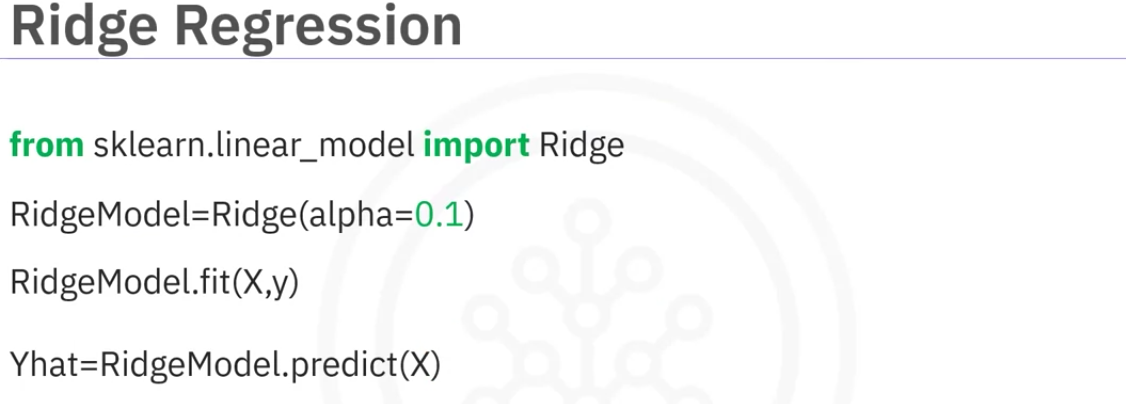 Ridge Regression
from sklearn.linear_model import Ridge
RidgeModel=Ridge(alpha=0.1)
RidgeModel.fit(X,y)
Yhat=RidgeModel.predict(X)